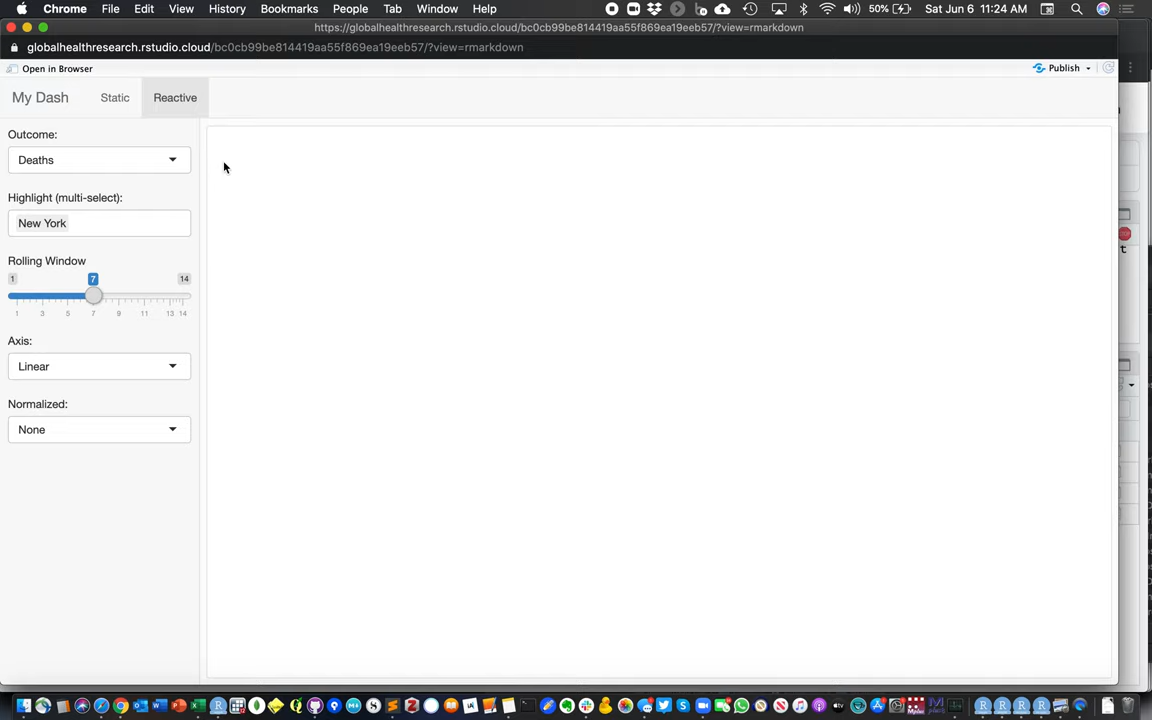 Chrome File Edit View History Bookmarks People Tab Window Help 50% Sat Jun 6 11:24 AM
https://globalhealthresearch.rstudio.cloud/bc0cb99be814419aa55f869ea19eeb57/?view=rmarkdown
globalhealthresearch.rstudio.cloud/bc0cb99be814419aa55f869ea19eeb57/?view=rmarkdown
Open in Browser Publish
My Dash Static Reactive
Outcome:
Deaths
Highlight (multi-select):
New York
Rolling Window
1 7 14
1 3 5 7 9 11 13 14
Axis:
Linear
Normalized:
None